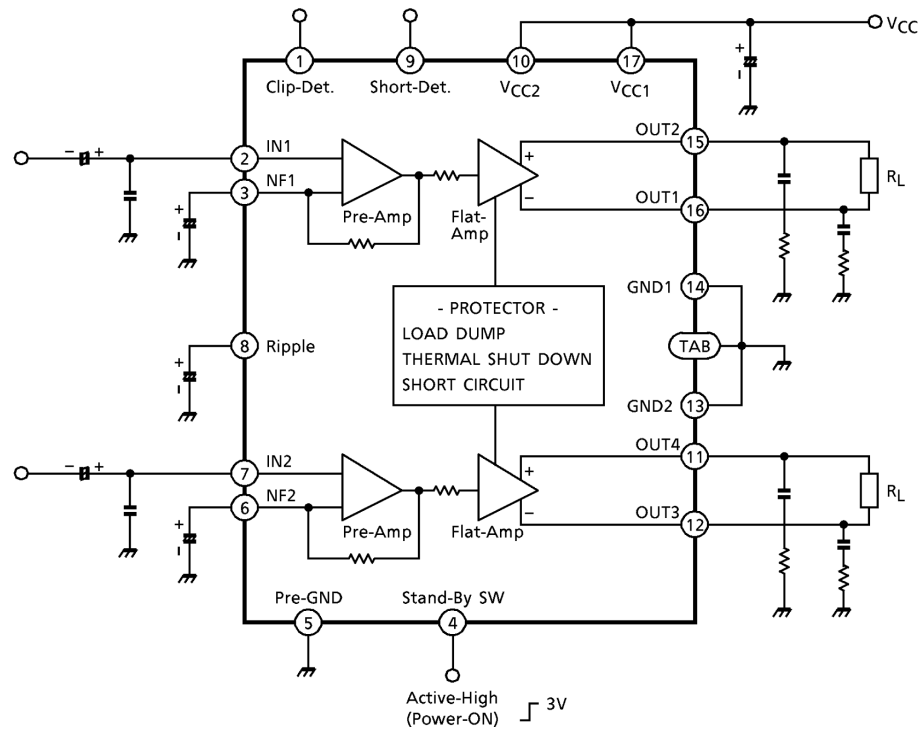 VCC
1
9
10
17
Clip-Det.
Short-Det.
VCC2
VCC1
+
-
OUT2
15
- +
2
IN1
+
RL
3
NF1
+
-
-
OUT1
16
Pre-Amp
Flat-
Amp
GND1
14
- PROTECTOR -
LOAD DUMP
THERMAL SHUT DOWN
SHORT CIRCUIT
8
Ripple
+
-
TAB
GND2
13
OUT4
11
- +
7
IN2
+
RL
6
NF2
+
-
-
OUT3
12
Pre-Amp
Flat-Amp
Pre-GND
5
Stand-By SW
4
Active-High
(Power-ON)
3V